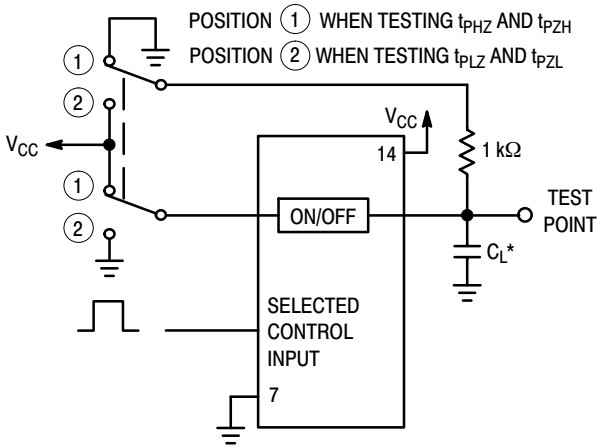 POSITION 1 WHEN TESTING tPHZ AND tPZH
POSITION 2 WHEN TESTING tPLZ AND tPZL
1
2
VCC
1
2
VCC
14
1 kΩ
ON/OFF
TEST
POINT
CL*
SELECTED
CONTROL
INPUT
7